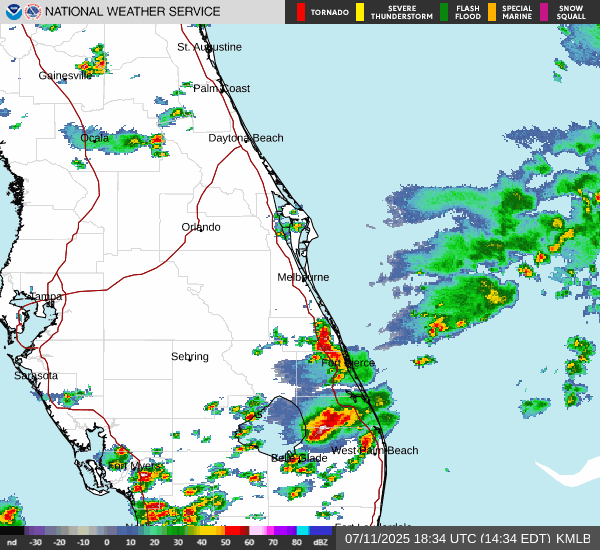 NATIONAL WEATHER SERVICE
TORNADO
SEVERE THUNDERSTORM
FLASH FLOOD
SPECIAL MARINE
SNOW SQUALL
St. Augustine
Gainesville
Palm Coast
Ocala
Daytona Beach
Orlando
Melbourne
Tampa
Sebring
Fort Pierce
Sarasota
West Palm Beach
Belle Glade
Fort Myers
nd -30 -20 -10 0 10 20 30 40 50 60 70 80 dBZ
07/11/2025 18:34 UTC (14:34 EDT) KMLB